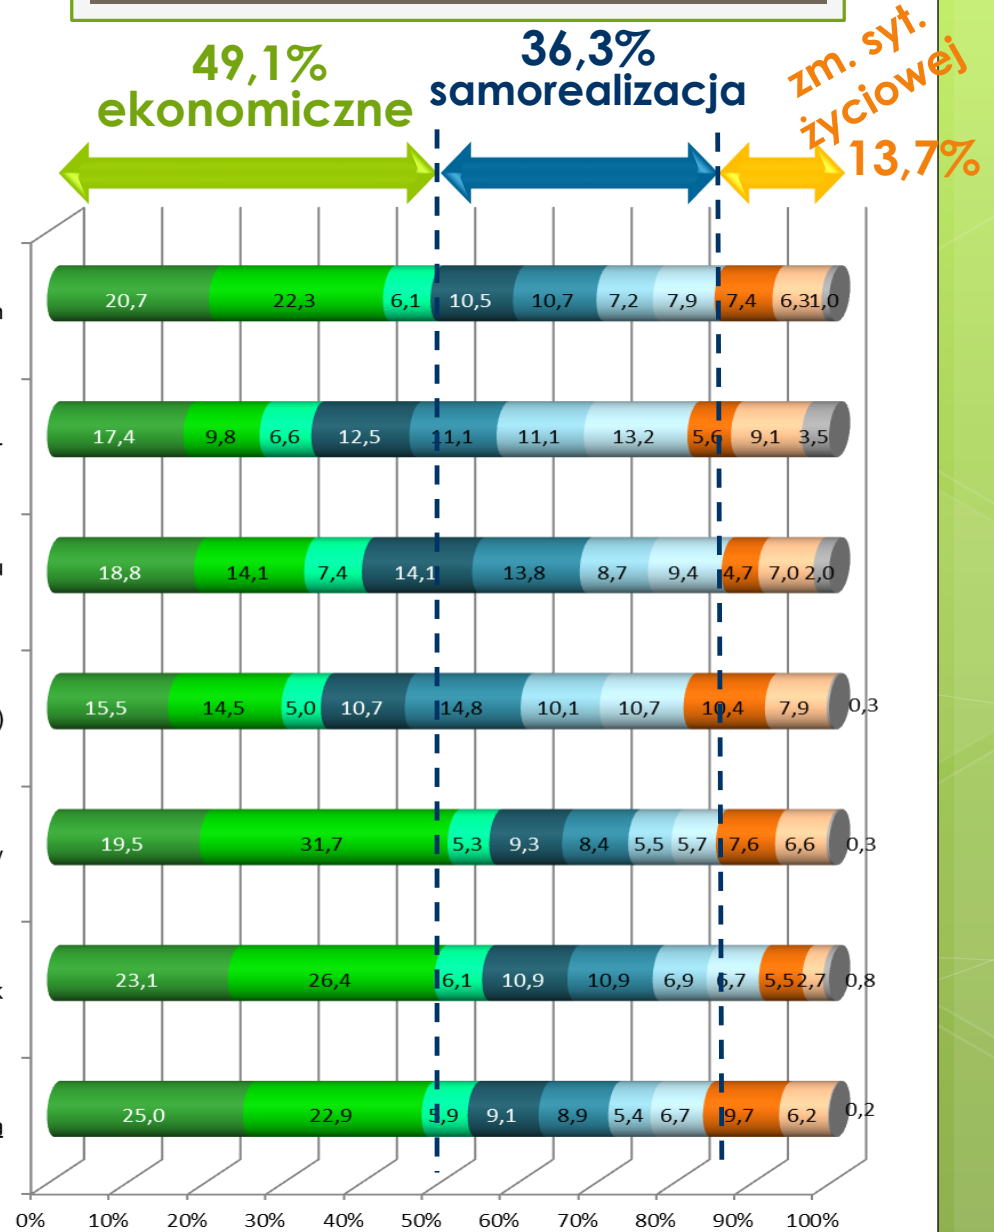 49,1%
ekonomiczne
36,3%
samorealizacja
zm. syt.
życiowej
13,7%
20,7 22,3 6,1 10,5 10,7 7,2 7,9 7,4 6,3 1,0
17,4 9,8 6,6 12,5 11,1 11,1 13,2 5,6 9,1 3,5
18,8 14,1 7,4 14,1 13,8 8,7 9,4 4,7 7,0 2,0
15,5 14,5 5,0 10,7 14,8 10,1 10,7 10,4 7,9 0,3
19,5 31,7 5,3 9,3 8,4 5,5 5,7 7,6 6,6 0,3
23,1 26,4 6,1 10,9 10,9 6,9 6,7 5,5 2,7 0,8
25,0 22,9 5,9 9,1 8,9 5,4 6,7 9,7 6,2 0,2
0% 10% 20% 30% 40% 50% 60% 70% 80% 90% 100%